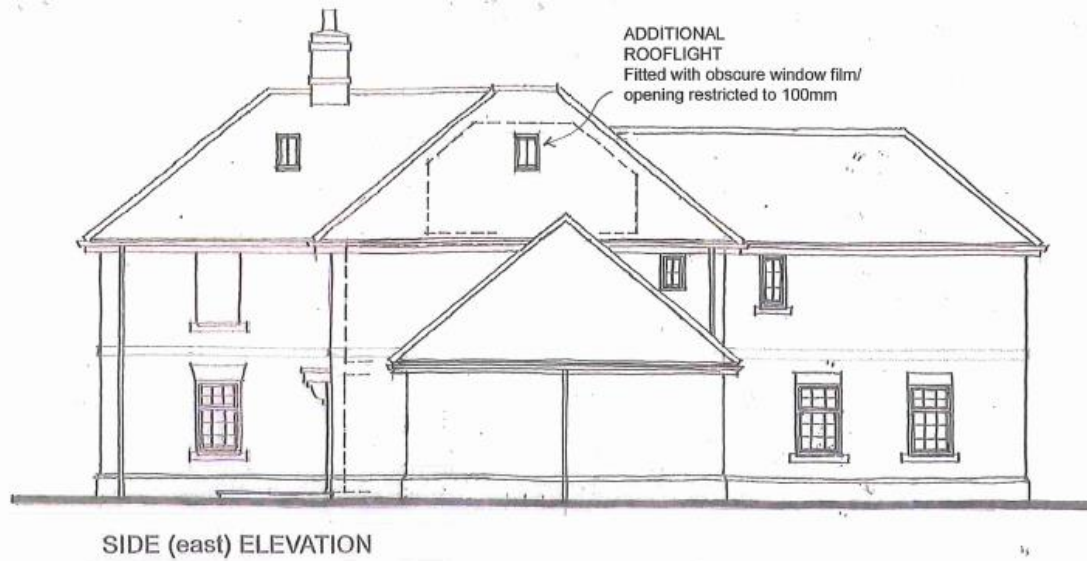 ADDITIONAL
ROOFLIGHT
Fitted with obscure window film/
opening restricted to 100mm
SIDE (east) ELEVATION